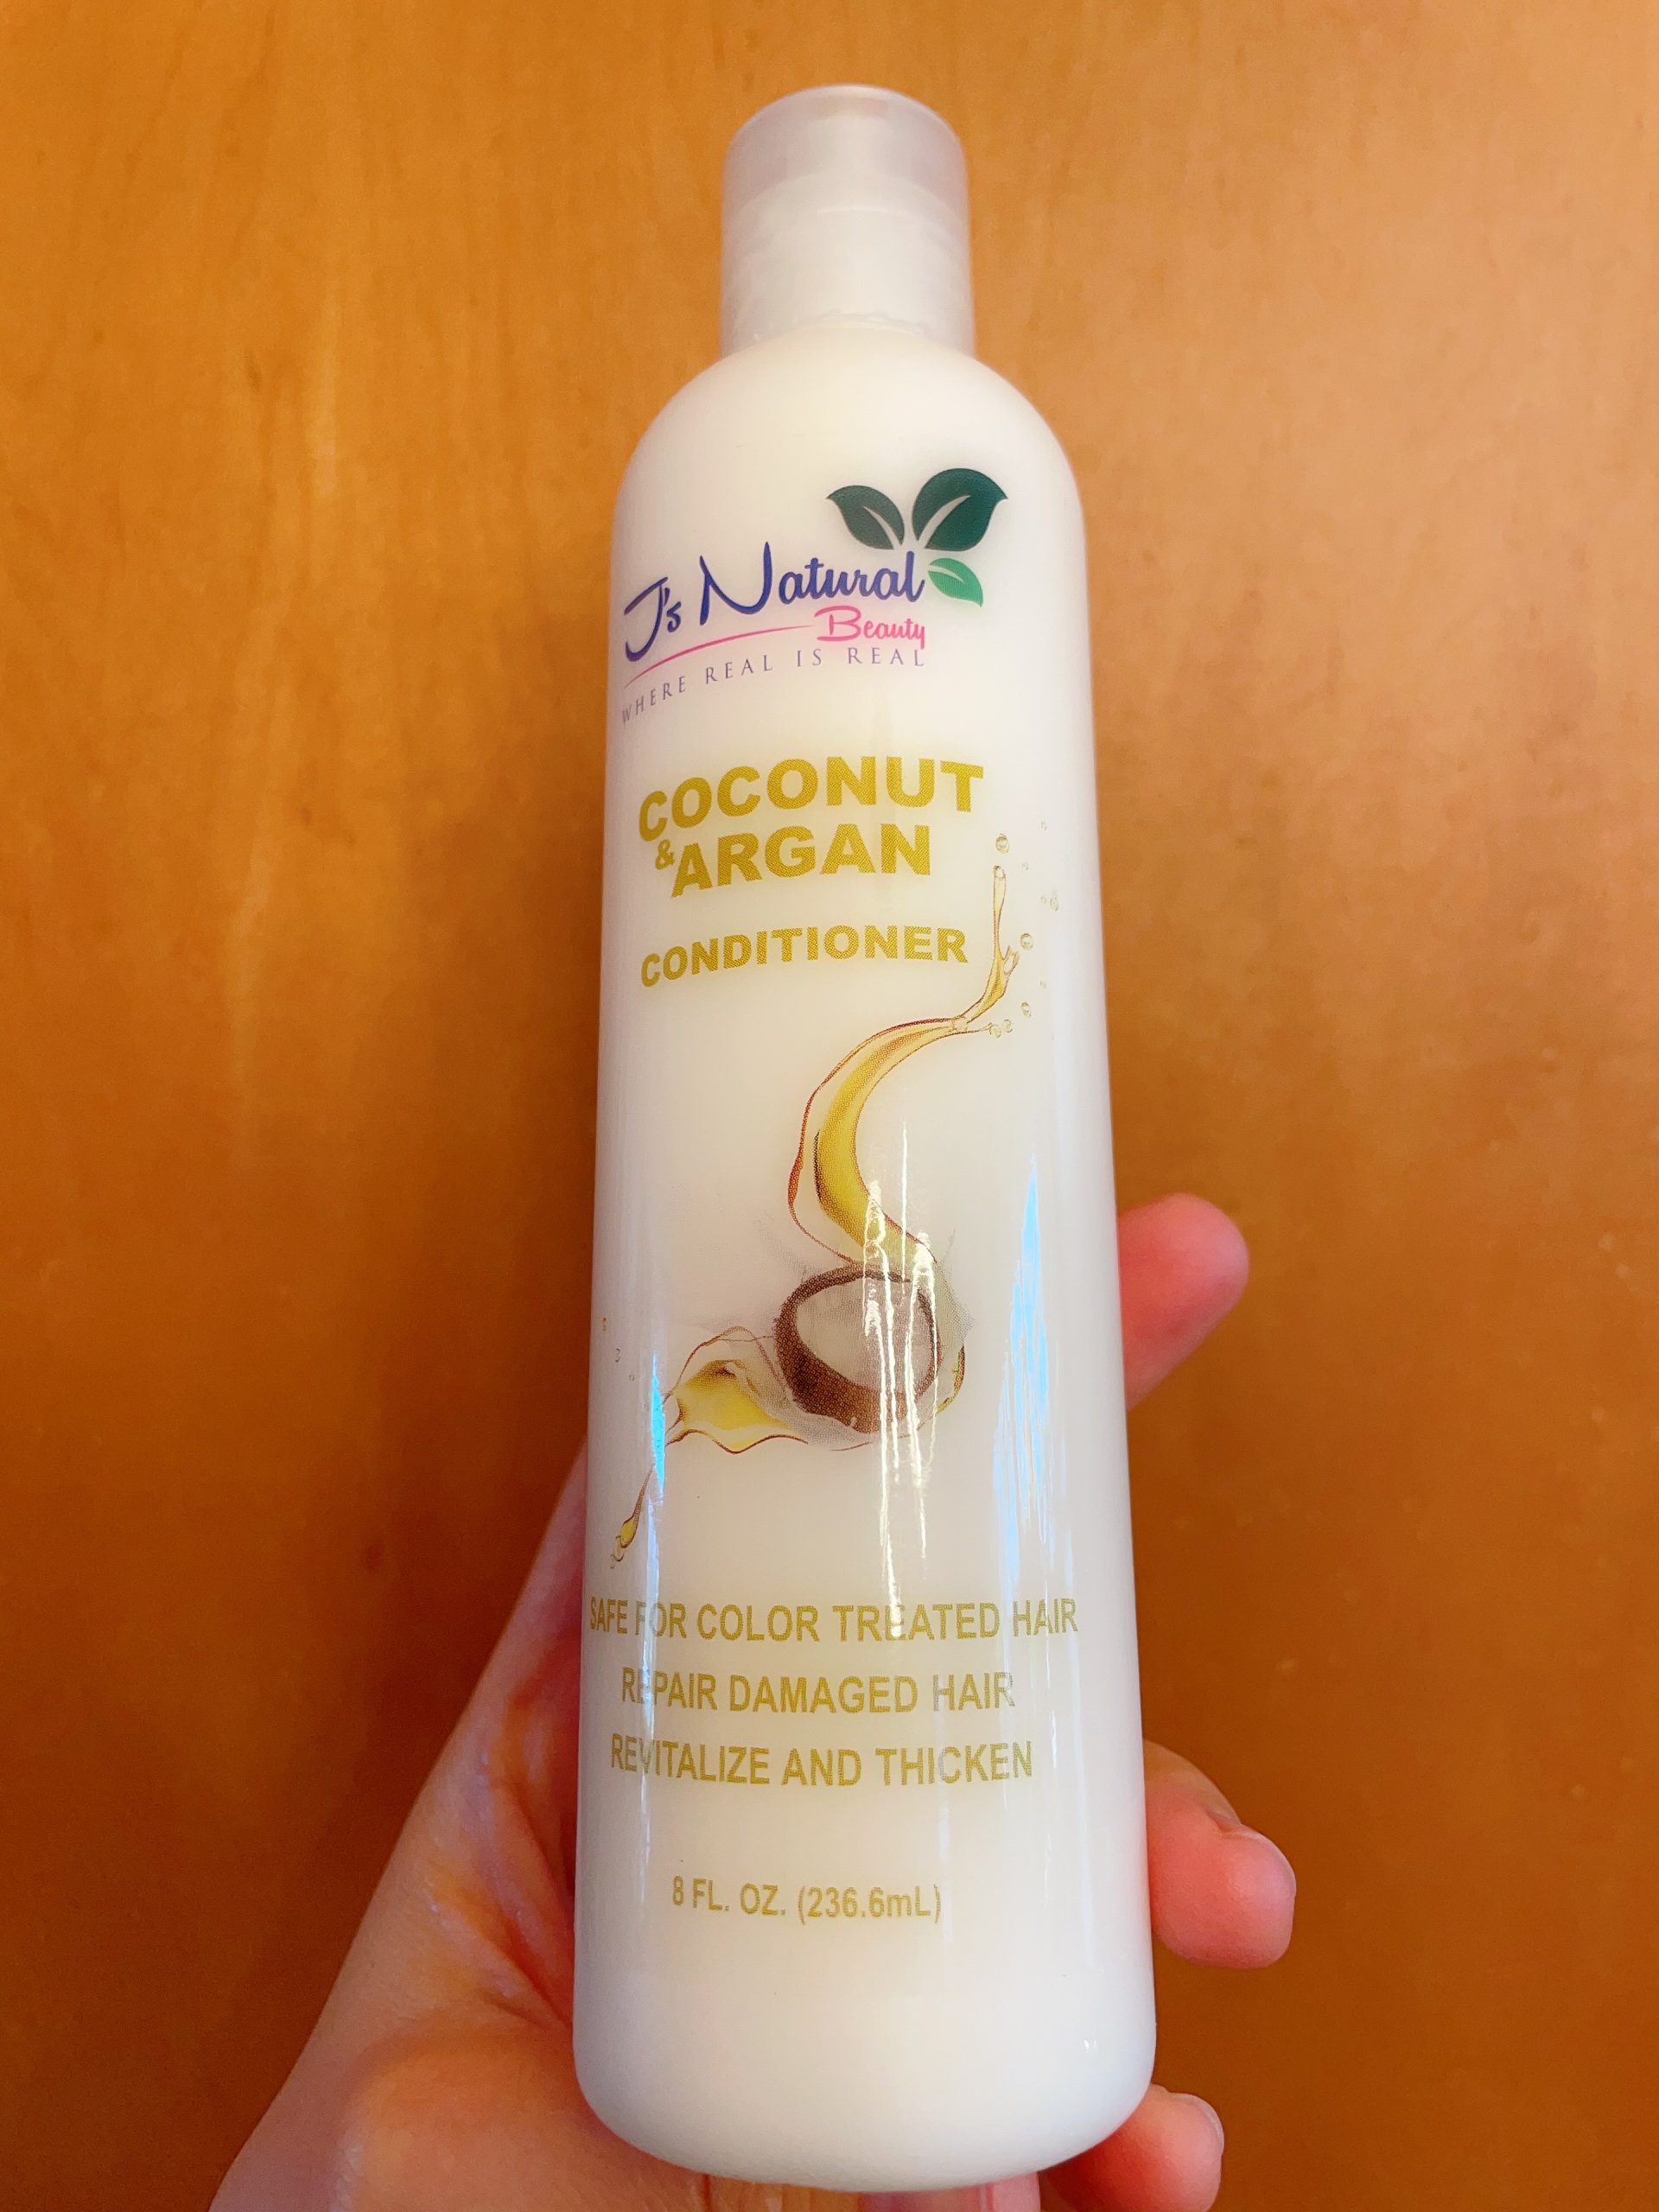 J's Natural
Beauty
WHERE REAL IS REAL
COCONUT
& ARGAN
CONDITIONER
SAFE FOR COLOR TREATED HAIR
REPAIR DAMAGED HAIR
REVITALIZE AND THICKEN
8 FL. OZ. (236.6mL)